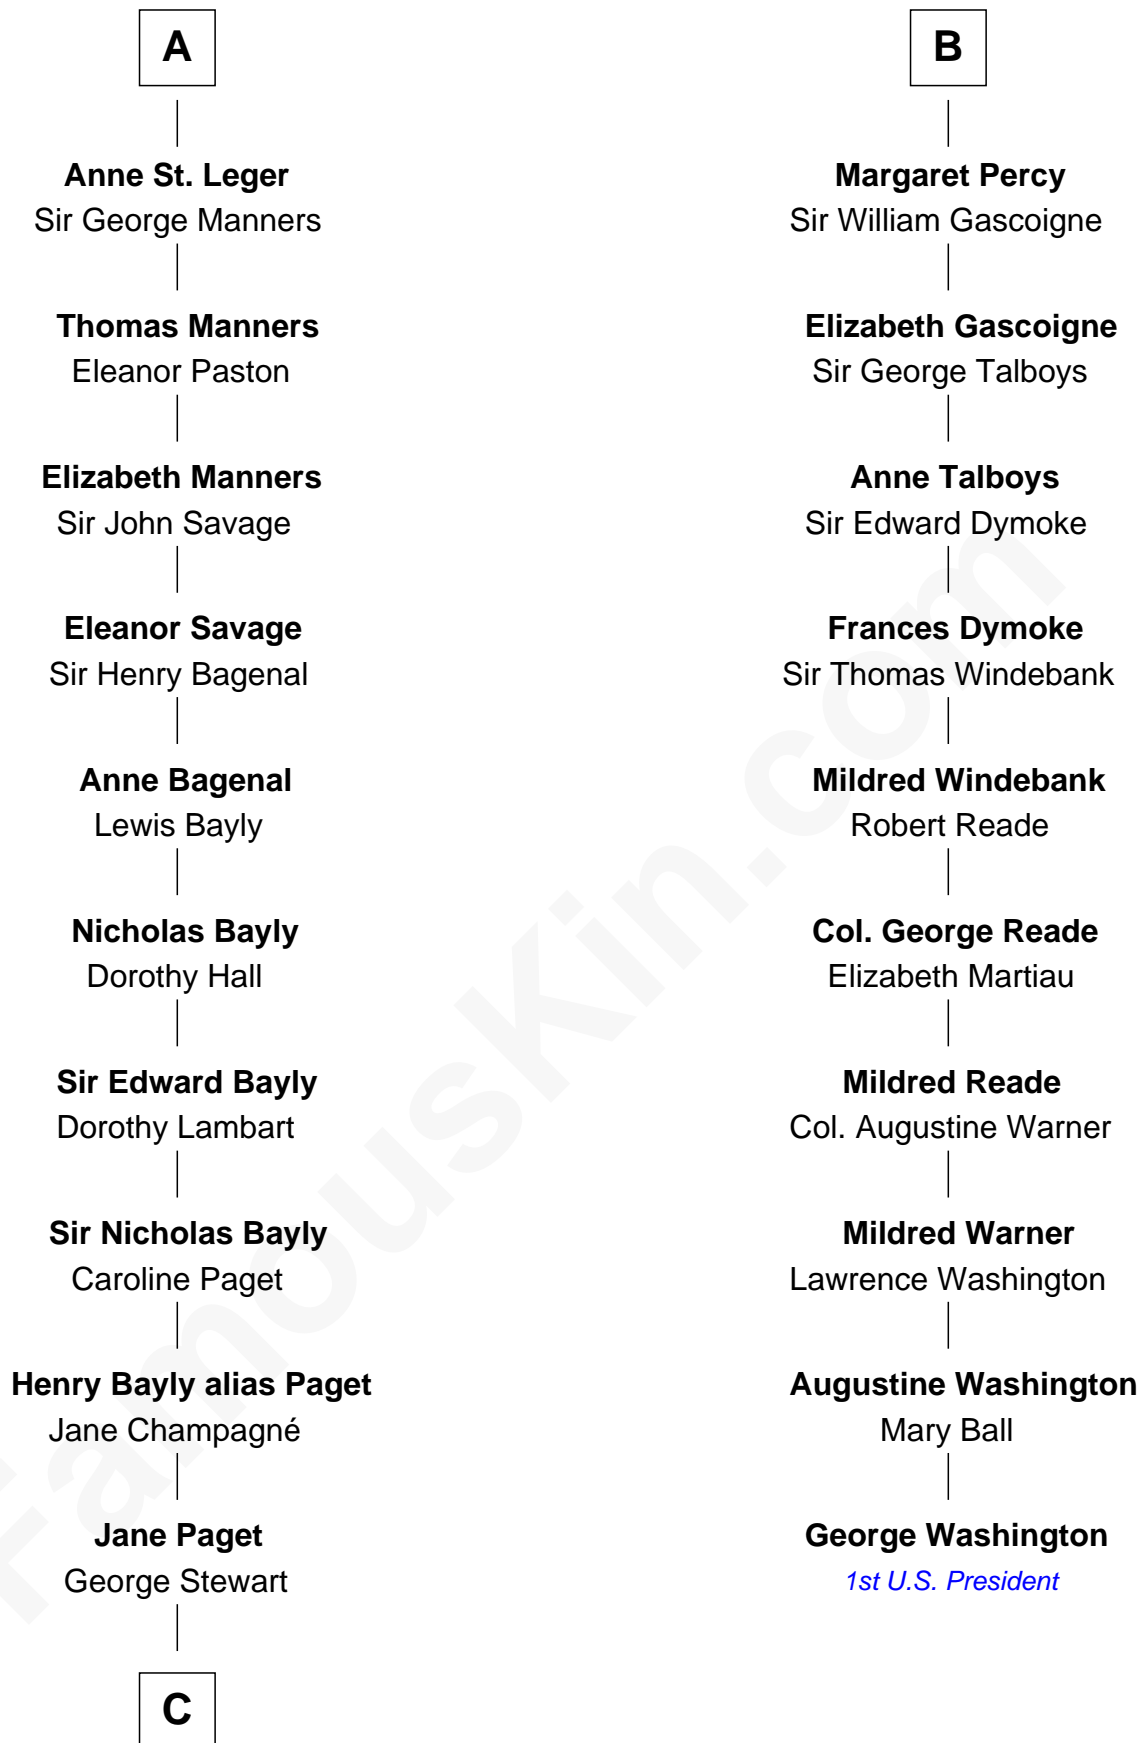 A
Anne St. Leger
Sir George Manners
Thomas Manners
Eleanor Paston
Elizabeth Manners
Sir John Savage
Eleanor Savage
Sir Henry Bagenal
Anne Bagenal
Lewis Bayly
Nicholas Bayly
Dorothy Hall
Sir Edward Bayly
Dorothy Lambart
Sir Nicholas Bayly
Caroline Paget
Henry Bayly alias Paget
Jane Champagné
Jane Paget
George Stewart
C
B
Margaret Percy
Sir William Gascoigne
Elizabeth Gascoigne
Sir George Talboys
Anne Talboys
Sir Edward Dymoke
Frances Dymoke
Sir Thomas Windebank
Mildred Windebank
Robert Reade
Col. George Reade
Elizabeth Martiau
Mildred Reade
Col. Augustine Warner
Mildred Warner
Lawrence Washington
Augustine Washington
Mary Ball
George Washington
1st U.S. President
FamousKin.com